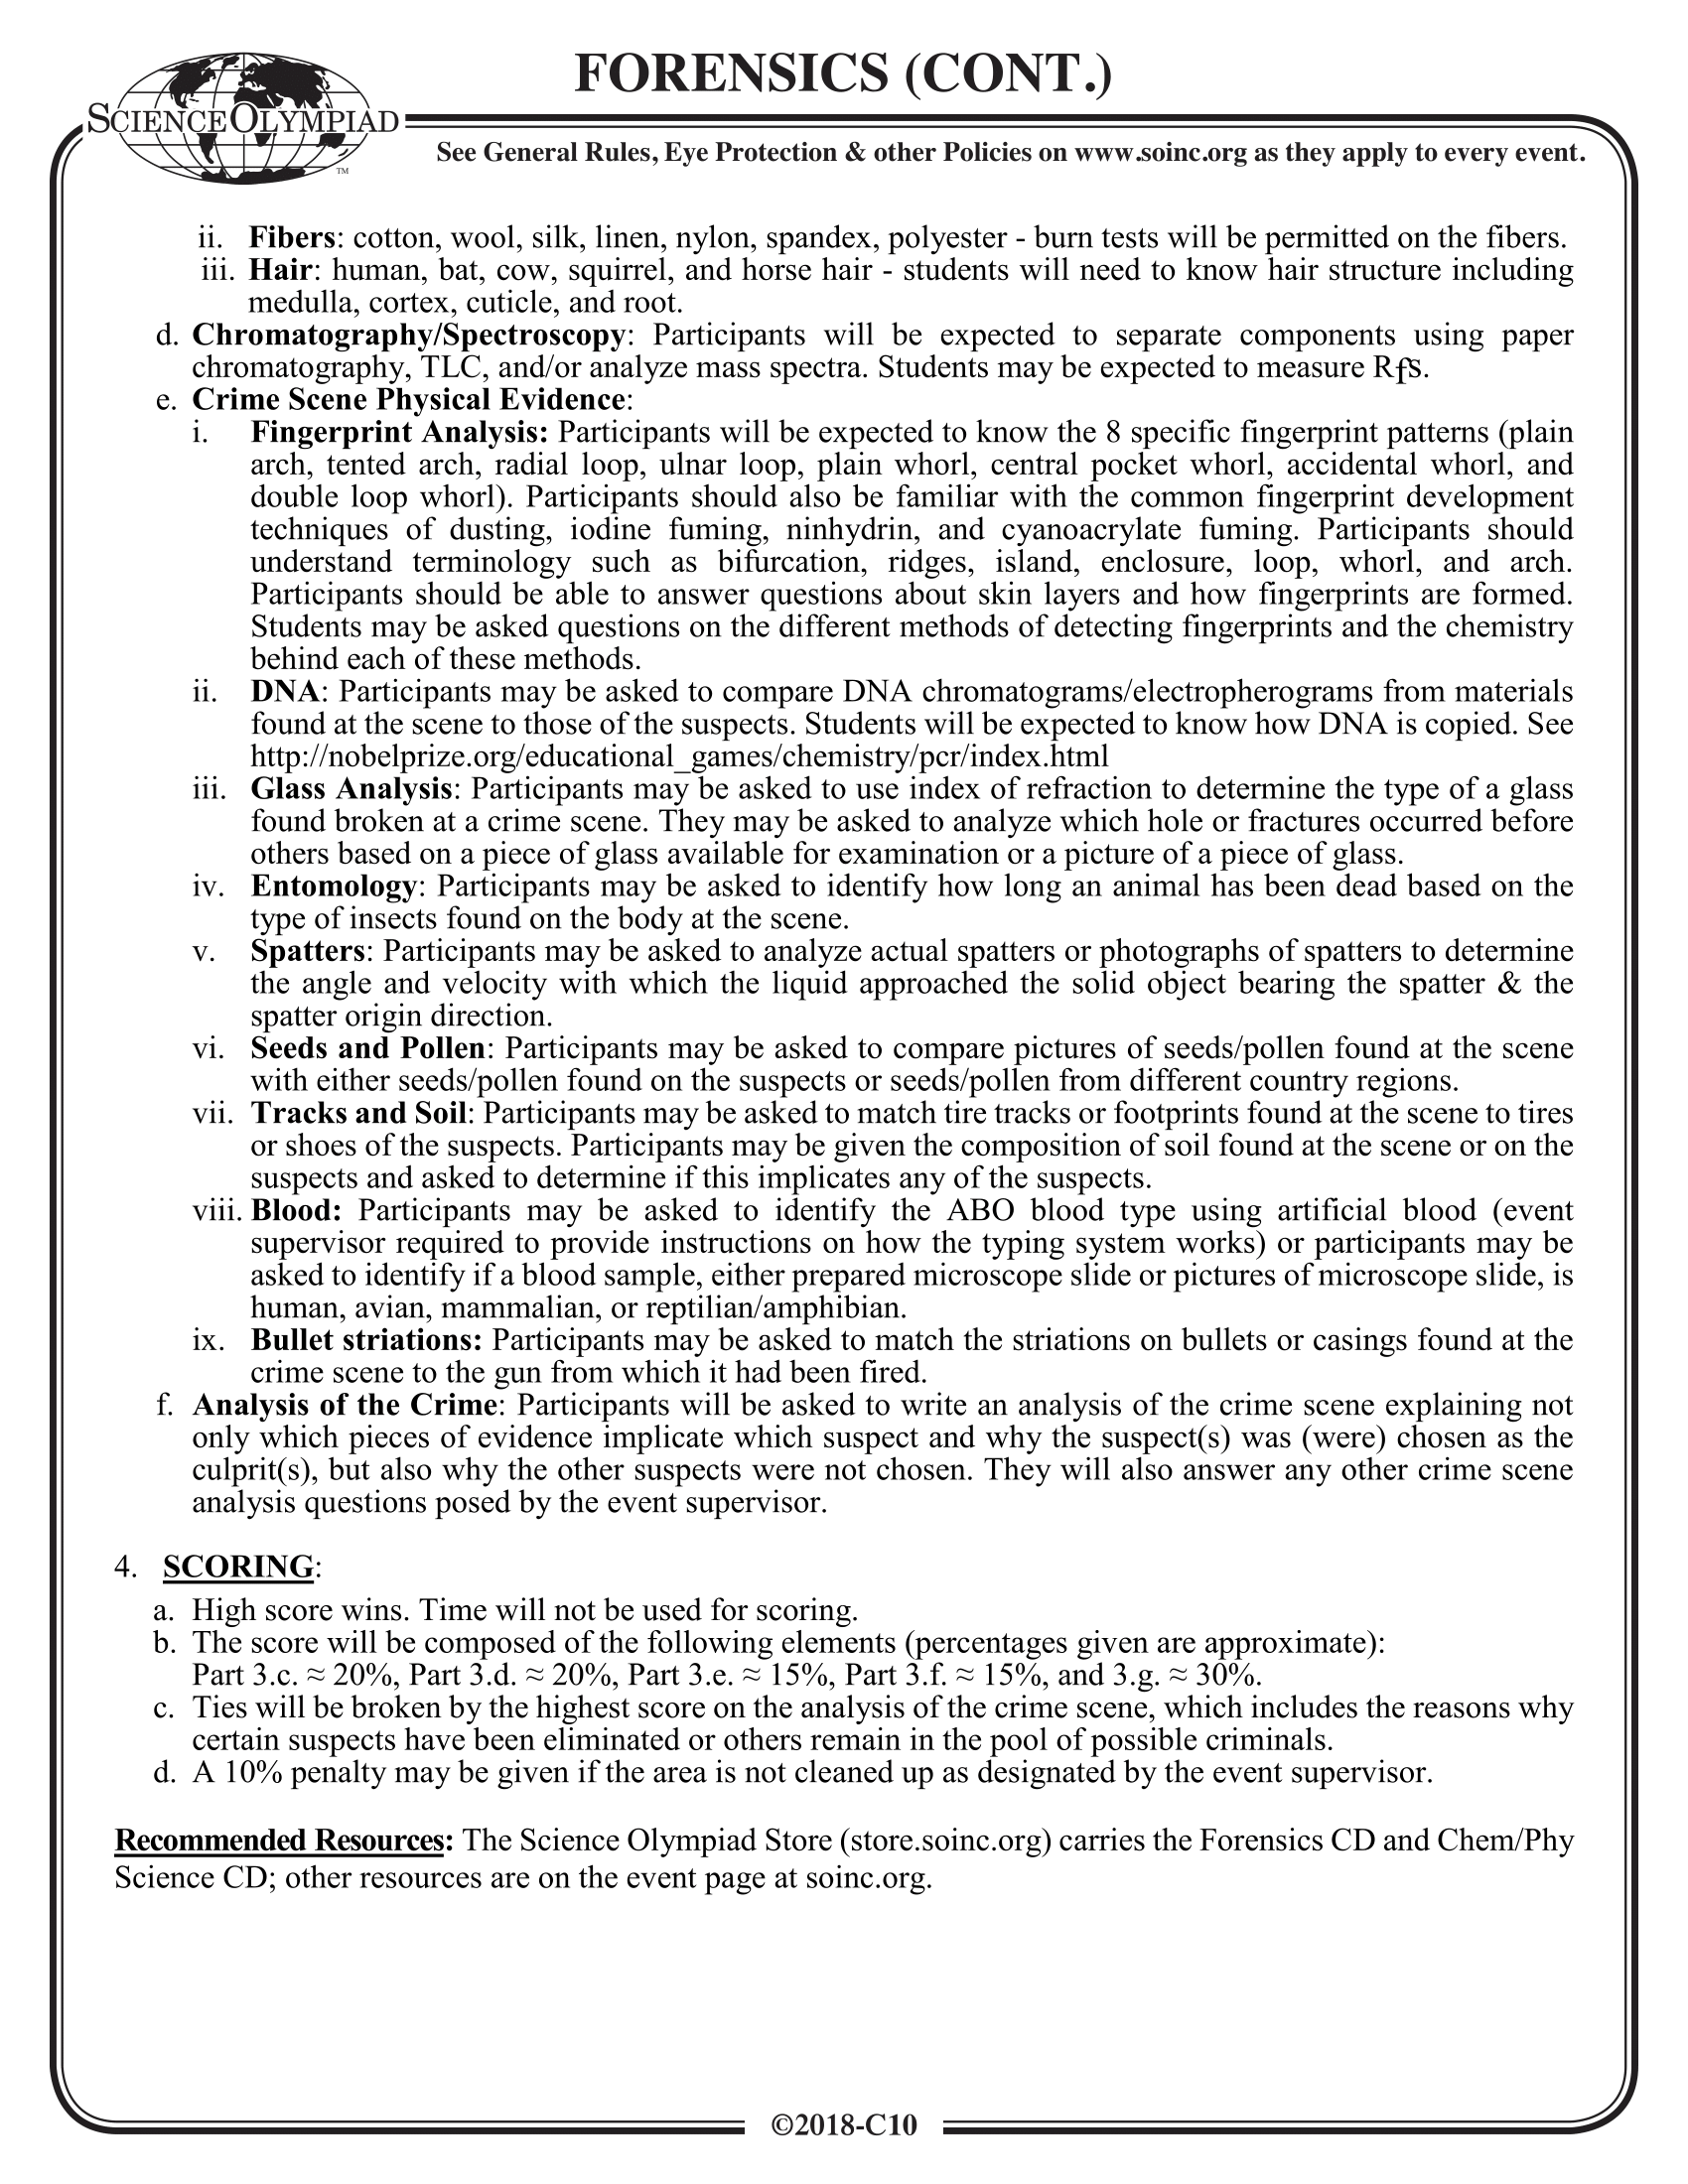 FORENSICS (CONT.)
SCIENCE OLYMPIAD
TM
See General Rules, Eye Protection & other Policies on www.soinc.org as they apply to every event.
ii. Fibers: cotton, wool, silk, linen, nylon, spandex, polyester - burn tests will be permitted on the fibers.
iii. Hair: human, bat, cow, squirrel, and horse hair - students will need to know hair structure including
medulla, cortex, cuticle, and root.
d. Chromatography/Spectroscopy: Participants will be expected to separate components using paper
chromatography, TLC, and/or analyze mass spectra. Students may be expected to measure Rfs.
e. Crime Scene Physical Evidence:
i. Fingerprint Analysis: Participants will be expected to know the 8 specific fingerprint patterns (plain
arch, tented arch, radial loop, ulnar loop, plain whorl, central pocket whorl, accidental whorl, and
double loop whorl). Participants should also be familiar with the common fingerprint development
techniques of dusting, iodine fuming, ninhydrin, and cyanoacrylate fuming. Participants should
understand terminology such as bifurcation, ridges, island, enclosure, loop, whorl, and arch.
Participants should be able to answer questions about skin layers and how fingerprints are formed.
Students may be asked questions on the different methods of detecting fingerprints and the chemistry
behind each of these methods.
ii. DNA: Participants may be asked to compare DNA chromatograms/electropherograms from materials
found at the scene to those of the suspects. Students will be expected to know how DNA is copied. See
http://nobelprize.org/educational_games/chemistry/pcr/index.html
iii. Glass Analysis: Participants may be asked to use index of refraction to determine the type of a glass
found broken at a crime scene. They may be asked to analyze which hole or fractures occurred before
others based on a piece of glass available for examination or a picture of a piece of glass.
iv. Entomology: Participants may be asked to identify how long an animal has been dead based on the
type of insects found on the body at the scene.
v. Spatters: Participants may be asked to analyze actual spatters or photographs of spatters to determine
the angle and velocity with which the liquid approached the solid object bearing the spatter & the
spatter origin direction.
vi. Seeds and Pollen: Participants may be asked to compare pictures of seeds/pollen found at the scene
with either seeds/pollen found on the suspects or seeds/pollen from different country regions.
vii. Tracks and Soil: Participants may be asked to match tire tracks or footprints found at the scene to tires
or shoes of the suspects. Participants may be given the composition of soil found at the scene or on the
suspects and asked to determine if this implicates any of the suspects.
viii. Blood: Participants may be asked to identify the ABO blood type using artificial blood (event
supervisor required to provide instructions on how the typing system works) or participants may be
asked to identify if a blood sample, either prepared microscope slide or pictures of microscope slide, is
human, avian, mammalian, or reptilian/amphibian.
ix. Bullet striations: Participants may be asked to match the striations on bullets or casings found at the
crime scene to the gun from which it had been fired.
f. Analysis of the Crime: Participants will be asked to write an analysis of the crime scene explaining not
only which pieces of evidence implicate which suspect and why the suspect(s) was (were) chosen as the
culprit(s), but also why the other suspects were not chosen. They will also answer any other crime scene
analysis questions posed by the event supervisor.
4. SCORING:
a. High score wins. Time will not be used for scoring.
b. The score will be composed of the following elements (percentages given are approximate):
Part 3.c. ≈ 20%, Part 3.d. ≈ 20%, Part 3.e. ≈ 15%, Part 3.f. ≈ 15%, and 3.g. ≈ 30%.
c. Ties will be broken by the highest score on the analysis of the crime scene, which includes the reasons why
certain suspects have been eliminated or others remain in the pool of possible criminals.
d. A 10% penalty may be given if the area is not cleaned up as designated by the event supervisor.
Recommended Resources: The Science Olympiad Store (store.soinc.org) carries the Forensics CD and Chem/Phy
Science CD; other resources are on the event page at soinc.org.
©2018-C10